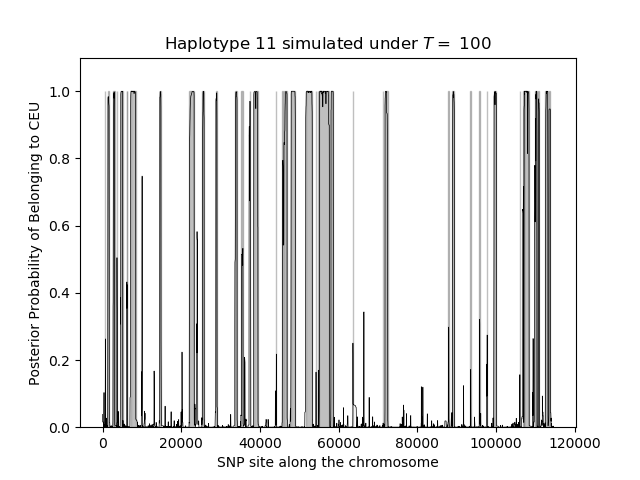 Haplotype 11 simulated under T = 100
1.0
0.8
0.6
0.4
0.2
0.0
Posterior Probability of Belonging to CEU
0 20000 40000 60000 80000 100000 120000
SNP site along the chromosome